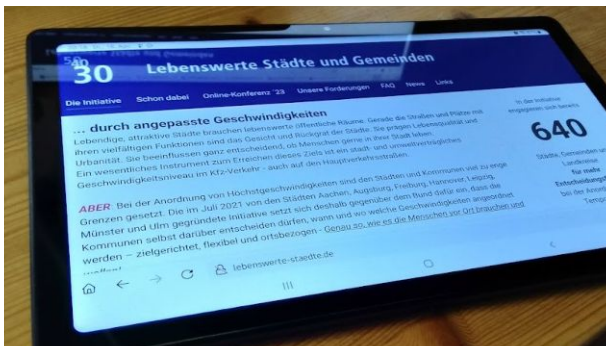 30
Lebenswerte Städte und Gemeinden
Die Initiative Schon dabei Online-Konferenz '23 Unsere Forderungen FAQ News Links
... durch angepasste Geschwindigkeiten
Lebendige, attraktive Städte brauchen lebenswerte öffentliche Räume. Gerade die Straßen und Plätze mit
ihren vielfältigen Funktionen sind das Gesicht und Rückgrat der Städte. Sie prägen Lebensqualität und
Urbanität. Sie beeinflussen ganz entscheidend, ob Menschen gerne in ihrer Stadt leben.
Ein wesentliches Instrument zum Erreichen dieses Ziels ist ein stadt- und umweltverträgliches
Geschwindigkeitsniveau im Kfz-Verkehr - auch auf den Hauptverkehrsstraßen.
ABER: Bei der Anordnung von Höchstgeschwindigkeiten sind den Städten und Kommunen viel zu enge
Grenzen gesetzt. Die im Juli 2021 von den Städten Aachen, Augsburg, Freiburg, Hannover, Leipzig,
Münster und Ulm gegründete Initiative setzt sich deshalb gegenüber dem Bund dafür ein, dass die
Kommunen selbst darüber entscheiden dürfen, wann und wo welche Geschwindigkeiten angeordnet
werden – zielgerichtet, flexibel und ortsbezogen - Genau so, wie es die Menschen vor Ort brauchen und
In der Initiative
engagieren sich bereits
640
Städte, Gemeinden und
Landkreise
für mehr
bei der
lebenswerte-staedte.de